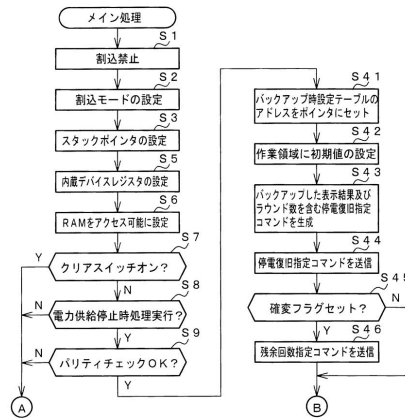 メイン処理
S1
割込禁止
S2
割込モードの設定
S3
スタックポインタの設定
S5
内蔵デバイスレジスタの設定
S6
RAMをアクセス可能に設定
S7
Y
クリアスイッチオン？
N
S8
N
電力供給停止時処理実行？
Y
S9
N
パリティチェックOK？
Y
A
S41
バックアップ時設定テーブルの
アドレスをポインタにセット
S42
作業領域に初期値の設定
S43
バックアップした表示結果及び
ラウンド数を含む停電復旧指定
コマンドを生成
S44
停電復旧指定コマンドを送信
S45
確変フラグセット？
N
Y
S46
残余回数指定コマンドを送信
B